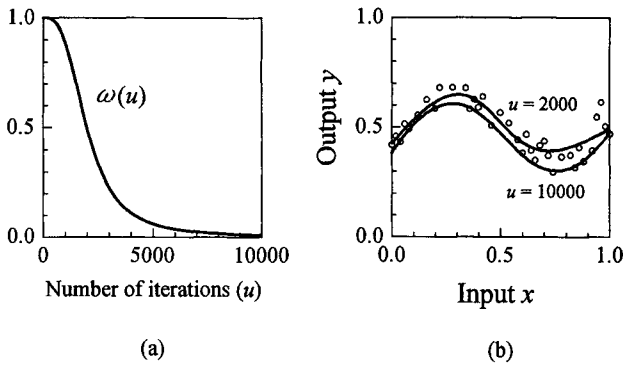 1.0
0.5
0.0
ω(u)
0
5000
10000
Number of iterations (u)
(a)
1.0
0.5
0.0
Output y
u = 2000
u = 10000
0.0
0.5
1.0
Input x
(b)